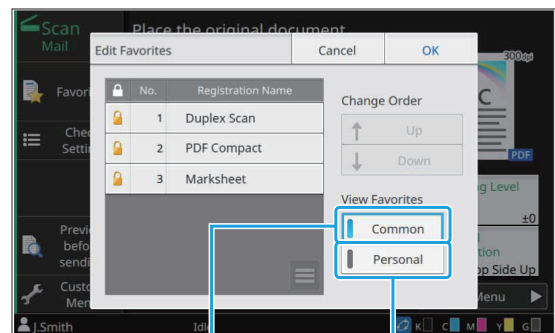 Scan
Mail
Place the original document
Edit Favorites
Cancel
OK
300dpi
No.
Registration Name
Change Order
1
Duplex Scan
Up
2
PDF Compact
Down
3
Marksheet
View Favorites
Common
Personal
PDF
±0
J.Smith
K
C
M
Y
G